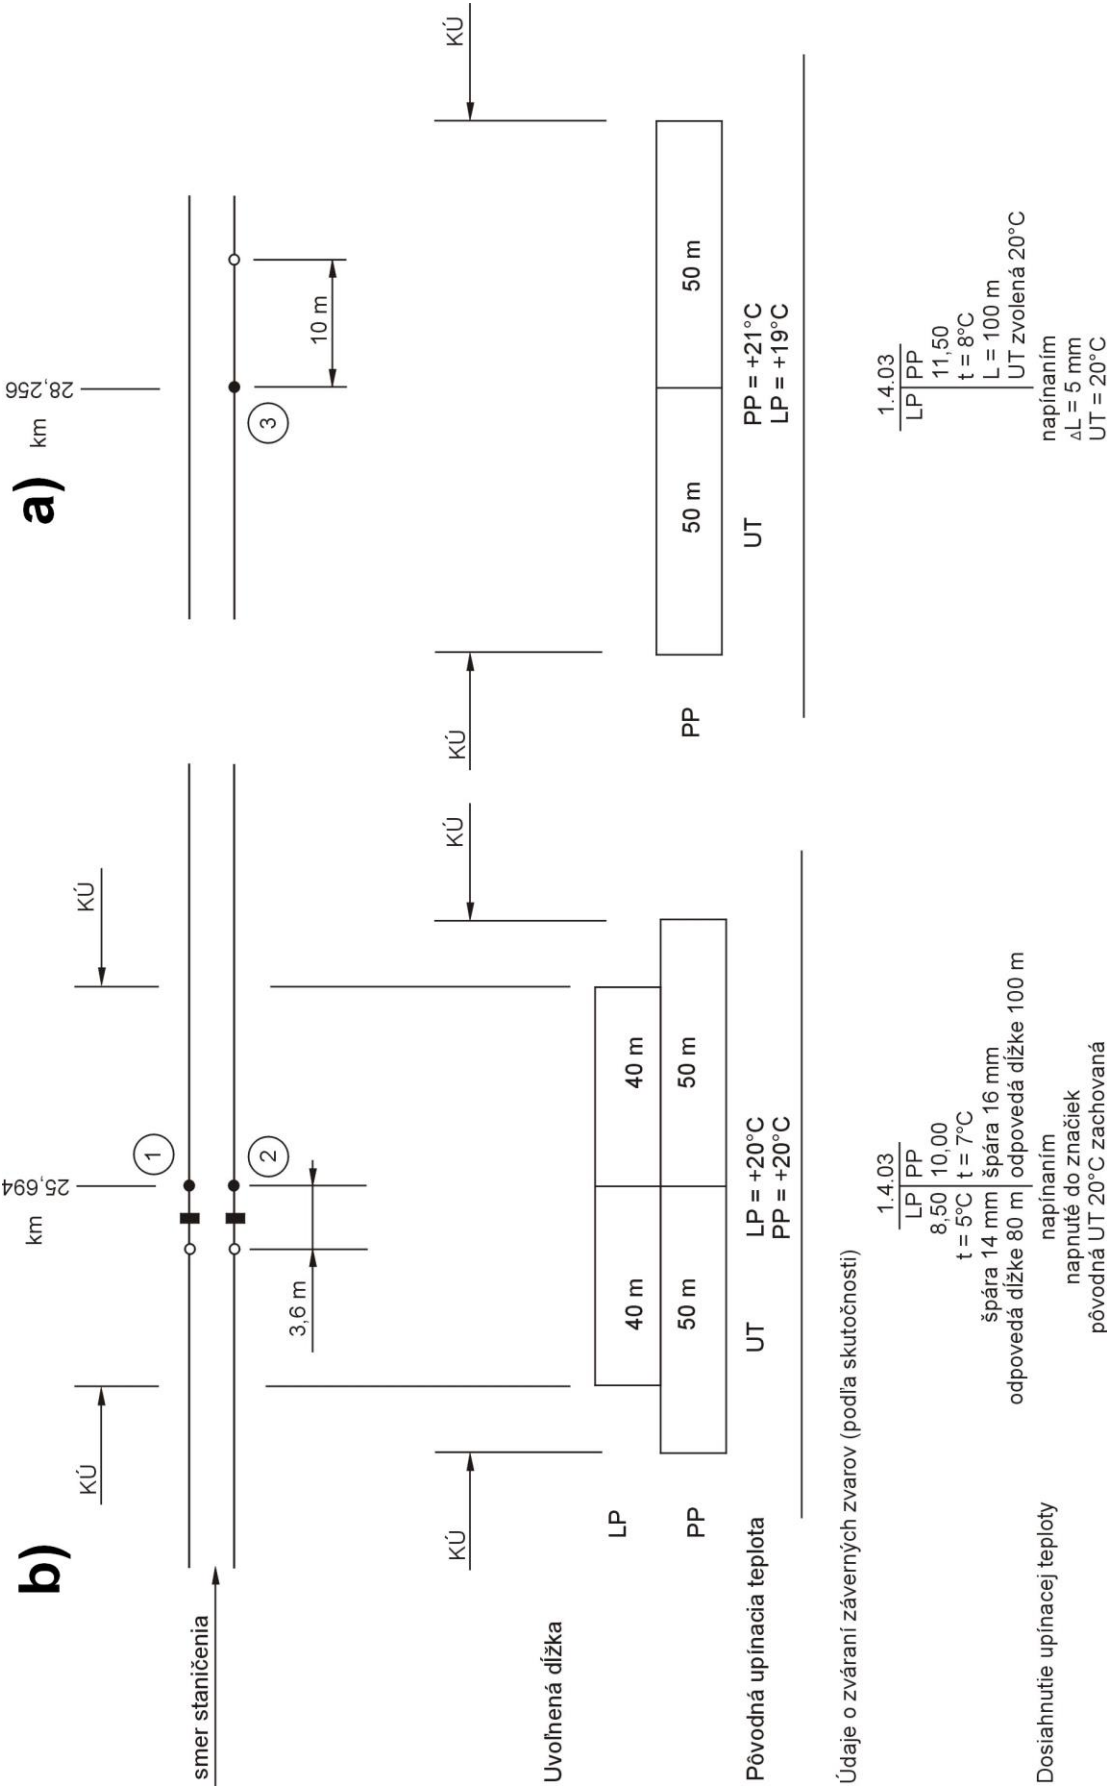 b)
a)
km 25,694
km 28,256
smer staničenia
KÚ
KÚ
1
2
3
3,6 m
10 m
KÚ
KÚ
KÚ
KÚ
Uvoľnená dĺžka
LP
40 m
40 m
PP
50 m
50 m
PP
50 m
50 m
Pôvodná upínacia teplota
UT
LP = +20°C
PP = +20°C
UT
PP = +21°C
LP = +19°C
Údaje o zváraní záverných zvarov (podľa skutočnosti)
1.4.03
LP PP
8,50 10,00
t = 5°C t = 7°C
špára 14 mm špára 16 mm
odpovedá dĺžke 80 m odpovedá dĺžke 100 m
1.4.03
LP PP
11,50
t = 8°C
L = 100 m
UT zvolená 20°C
Dosiahnutie upínacej teploty
napínaním
napnuté do značiek
pôvodná UT 20°C zachovaná
napínaním
△L = 5 mm
UT = 20°C